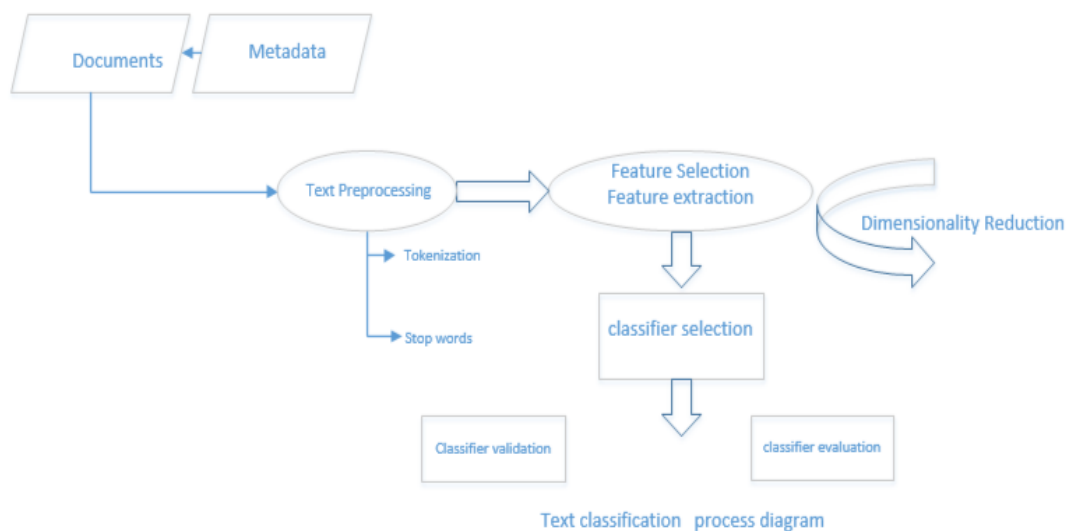 Documents
Metadata
Text Preprocessing
Feature Selection
Feature extraction
Dimensionality Reduction
Tokenization
Stop words
classifier selection
Classifier validation
classifier evaluation
Text classification process diagram